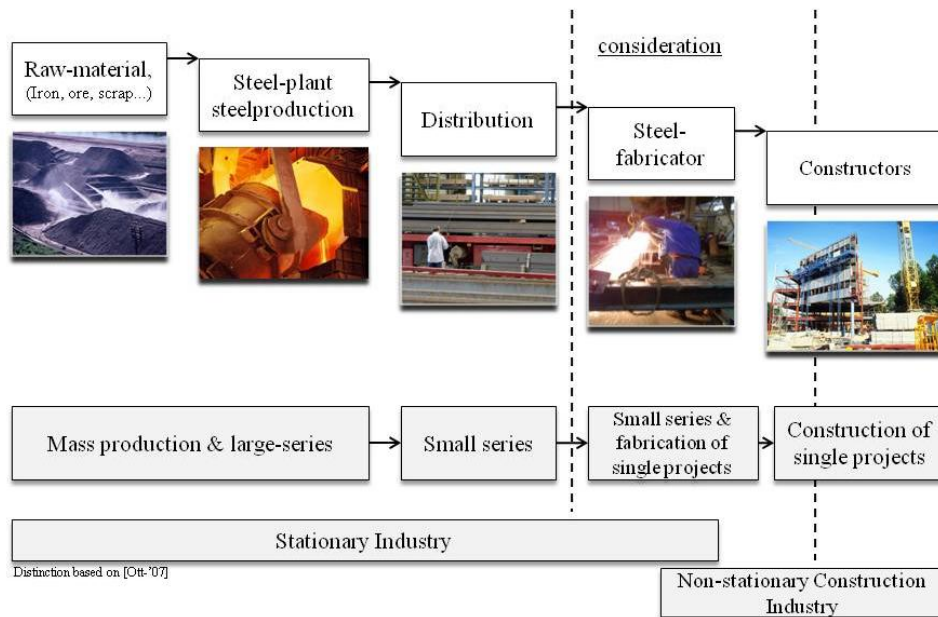 consideration
Raw-material,
(Iron, ore, scrap...)
Steel-plant
steelproduction
Distribution
Steel-
fabricator
Constructors
Mass production & large-series
Small series
Small series &
fabrication of
single projects
Construction of
single projects
Stationary Industry
Distinction based on [Ott-'07]
Non-stationary Construction
Industry